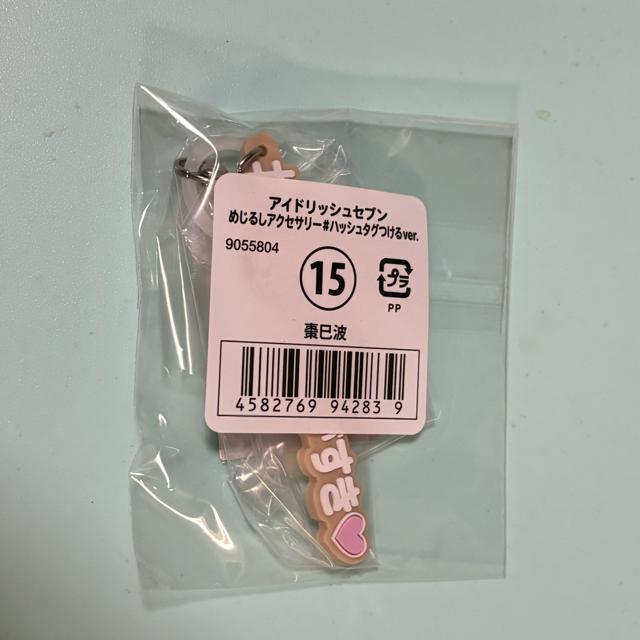 アイドリッシュセブン
めじるしアクセサリー#ハッシュタグつけるver.
9055804
15
プラ
PP
棗巳波
4582769 94283 9
#
すき